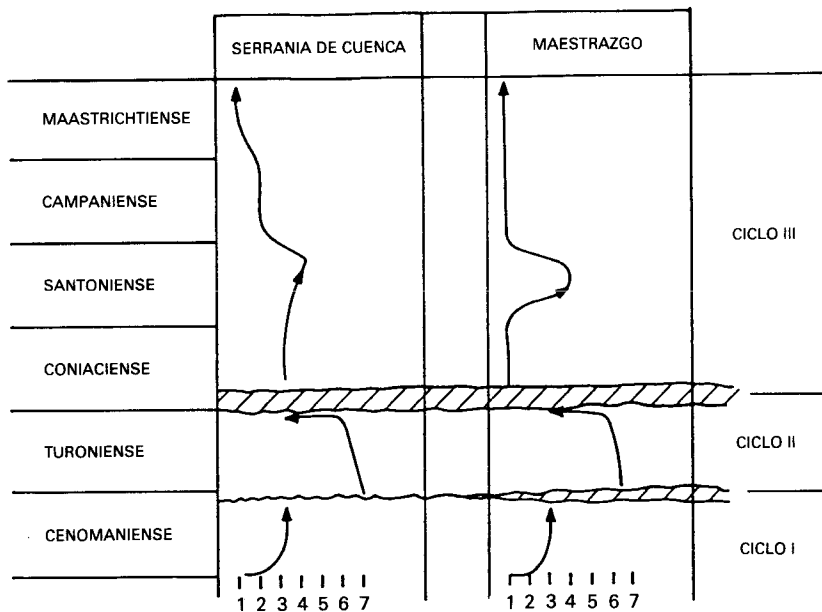 SERRANIA DE CUENCA
MAESTRAZGO
MAASTRICHTIENSE
CAMPANIENSE
CICLO III
SANTONIENSE
CONIACIENSE
TURONIENSE
CICLO II
CENOMANIENSE
CICLO I
1 2 3 4 5 6 7
1 2 3 4 5 6 7